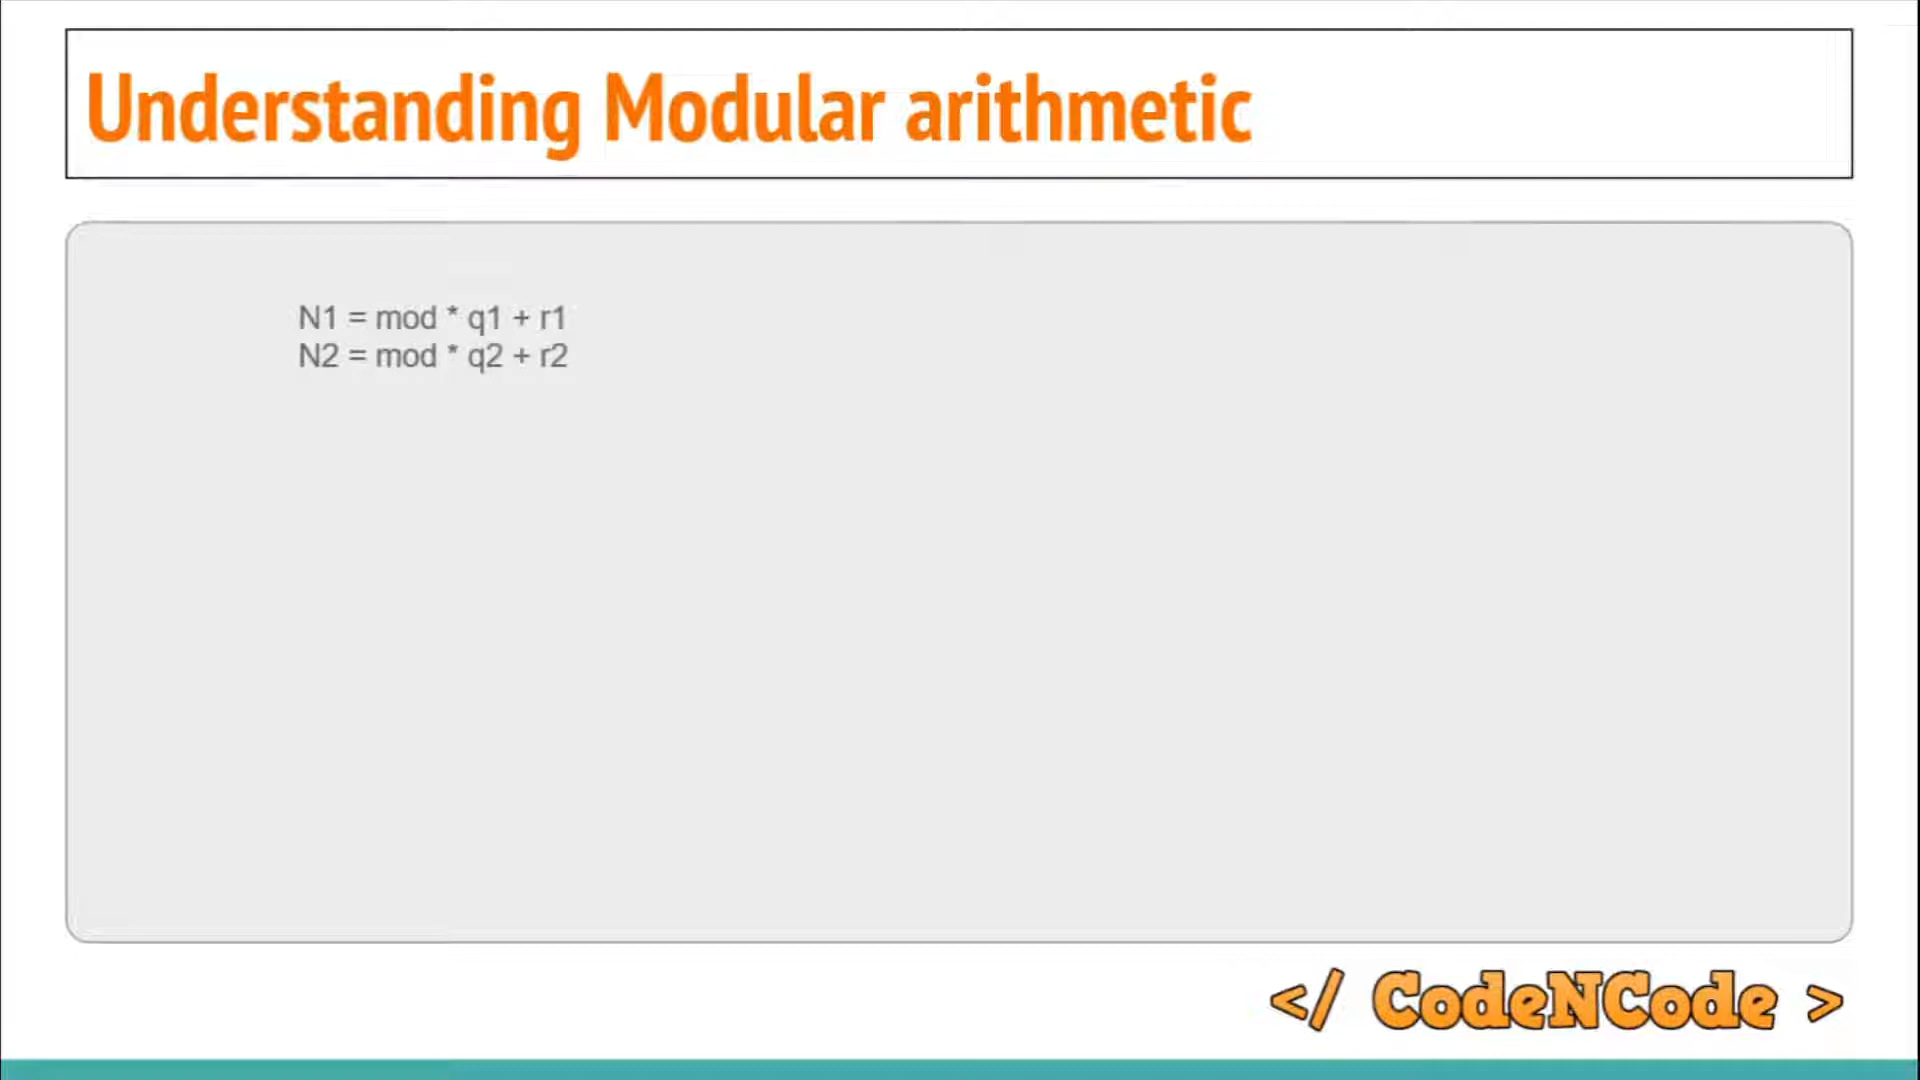 Understanding Modular arithmetic
N1 = mod * q1 + r1
N2 = mod * q2 + r2
</ CodeNCode >